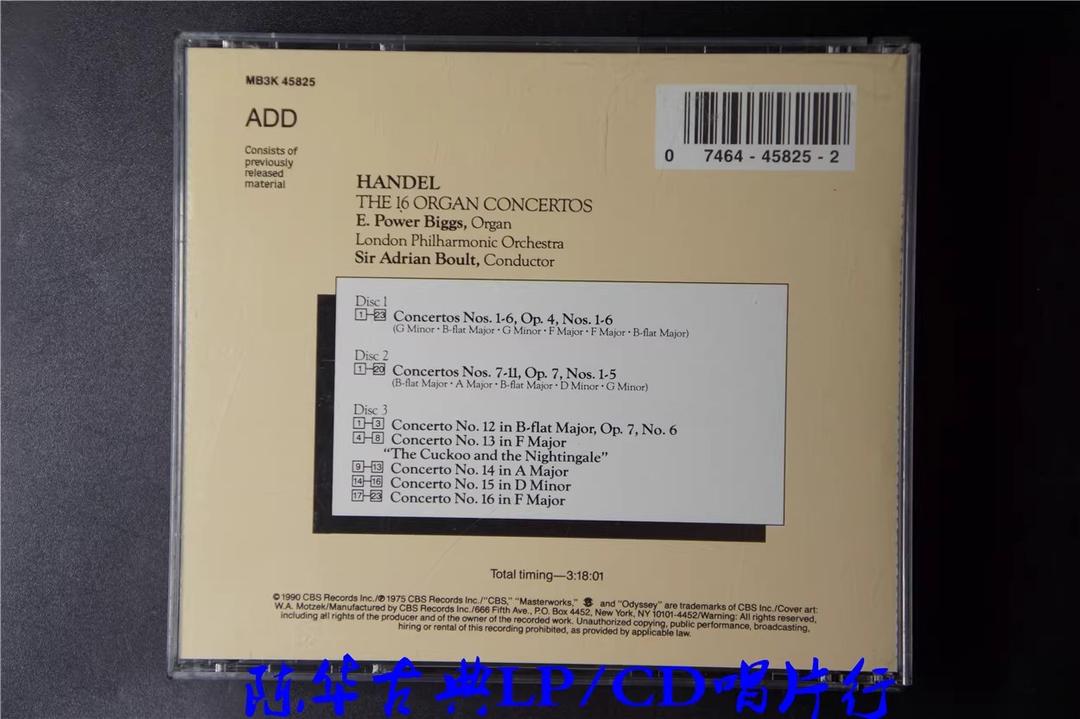 MB3K 45825
ADD
Consists of
previously
released
material
0 7464 - 45825 - 2
HANDEL
THE 16 ORGAN CONCERTOS
E. Power Biggs, Organ
London Philharmonic Orchestra
Sir Adrian Boult, Conductor
Disc 1
1-23 Concertos Nos. 1-6, Op. 4, Nos. 1-6
(G Minor · B-flat Major · G Minor · F Major · F Major · B-flat Major)
Disc 2
1-20 Concertos Nos. 7-11, Op. 7, Nos. 1-5
(B-flat Major · A Major · B-flat Major · D Minor · G Minor)
Disc 3
1-3 Concerto No. 12 in B-flat Major, Op. 7, No. 6
4-8 Concerto No. 13 in F Major
"The Cuckoo and the Nightingale"
9-13 Concerto No. 14 in A Major
14-16 Concerto No. 15 in D Minor
17-23 Concerto No. 16 in F Major
Total timing—3:18:01
© 1990 CBS Records Inc./℗ 1975 CBS Records Inc./"CBS," "Masterworks," and "Odyssey" are trademarks of CBS Inc./Cover art:
W.A. Motzek/Manufactured by CBS Records Inc./666 Fifth Ave., P.O. Box 4452, New York, NY 10101-4452/Warning: All rights reserved,
including all rights of the producer and of the owner of the recorded work. Unauthorized copying, public performance, broadcasting,
hiring or rental of this recording prohibited, as provided by applicable law.
陈华古典LP/CD唱片行